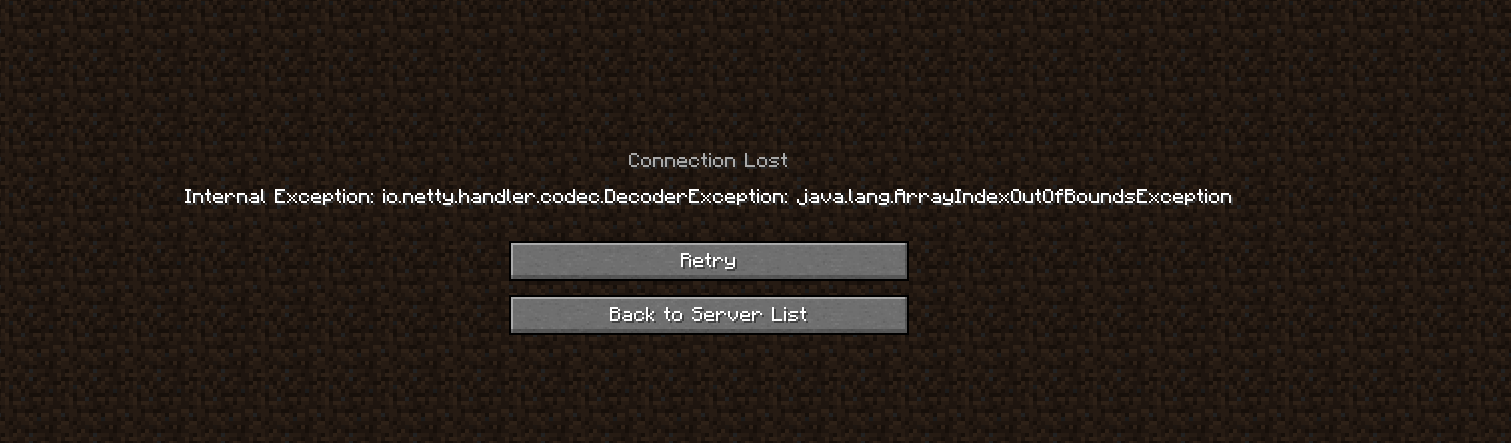 Connection Lost
Internal Exception: io.netty.handler.codec.DecoderException: java.lang.ArrayIndexOutOfBoundsException
Retry
Back to Server List